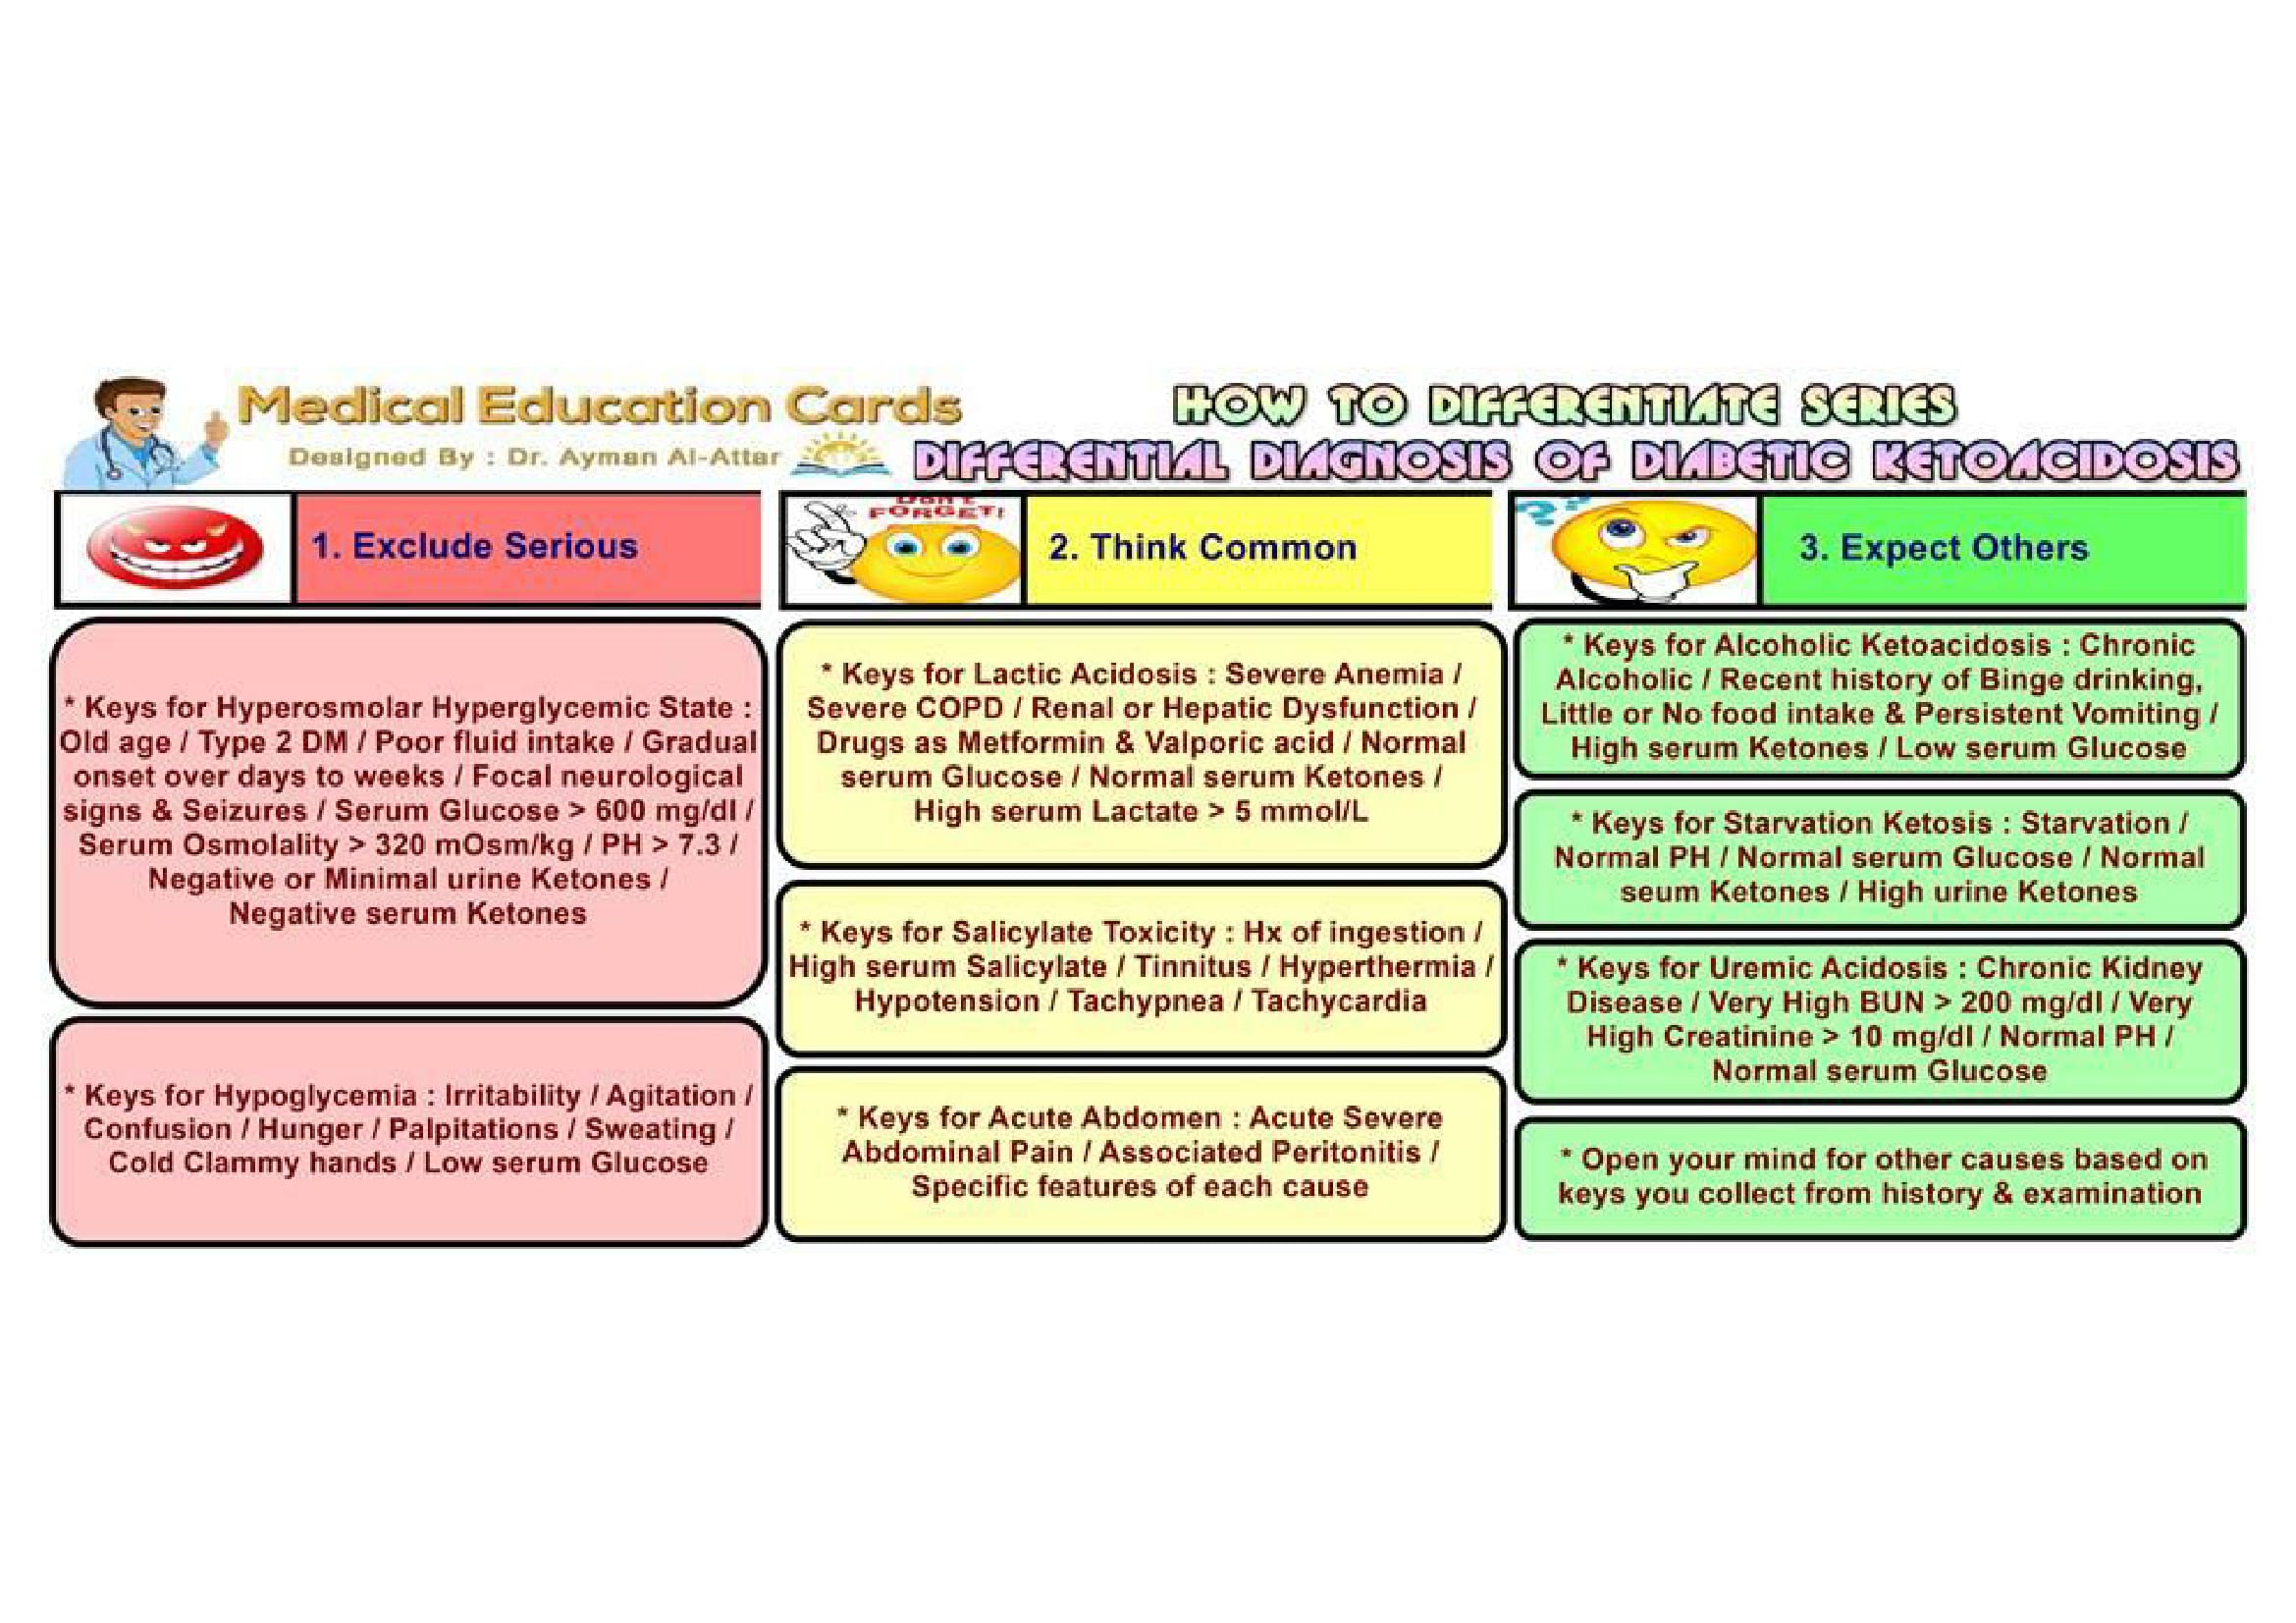 Medical Education Cards
Designed By : Dr. Ayman Al-Attar
HOW TO DIFFERENTIATE SERIES
DIFFERENTIAL DIAGNOSIS OF DIABETIC KETOACIDOSIS
1. Exclude Serious
* Keys for Hyperosmolar Hyperglycemic State :
Old age / Type 2 DM / Poor fluid intake / Gradual
onset over days to weeks / Focal neurological
signs & Seizures / Serum Glucose > 600 mg/dl /
Serum Osmolality > 320 mOsm/kg / PH > 7.3 /
Negative or Minimal urine Ketones /
Negative serum Ketones
* Keys for Hypoglycemia : Irritability / Agitation /
Confusion / Hunger / Palpitations / Sweating /
Cold Clammy hands / Low serum Glucose
Don't
FORGET!
2. Think Common
* Keys for Lactic Acidosis : Severe Anemia /
Severe COPD / Renal or Hepatic Dysfunction /
Drugs as Metformin & Valporic acid / Normal
serum Glucose / Normal serum Ketones /
High serum Lactate > 5 mmol/L
* Keys for Salicylate Toxicity : Hx of ingestion /
High serum Salicylate / Tinnitus / Hyperthermia /
Hypotension / Tachypnea / Tachycardia
* Keys for Acute Abdomen : Acute Severe
Abdominal Pain / Associated Peritonitis /
Specific features of each cause
???
3. Expect Others
* Keys for Alcoholic Ketoacidosis : Chronic
Alcoholic / Recent history of Binge drinking,
Little or No food intake & Persistent Vomiting /
High serum Ketones / Low serum Glucose
* Keys for Starvation Ketosis : Starvation /
Normal PH / Normal serum Glucose / Normal
seum Ketones / High urine Ketones
* Keys for Uremic Acidosis : Chronic Kidney
Disease / Very High BUN > 200 mg/dl / Very
High Creatinine > 10 mg/dl / Normal PH /
Normal serum Glucose
* Open your mind for other causes based on
keys you collect from history & examination